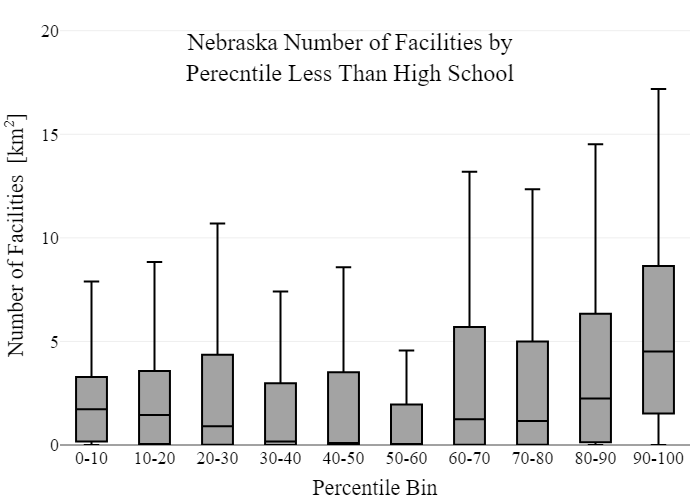 Nebraska Number of Facilities by
Perecntile Less Than High School
Number of Facilities [km²]
20
15
10
5
0
0-10 10-20 20-30 30-40 40-50 50-60 60-70 70-80 80-90 90-100
Percentile Bin